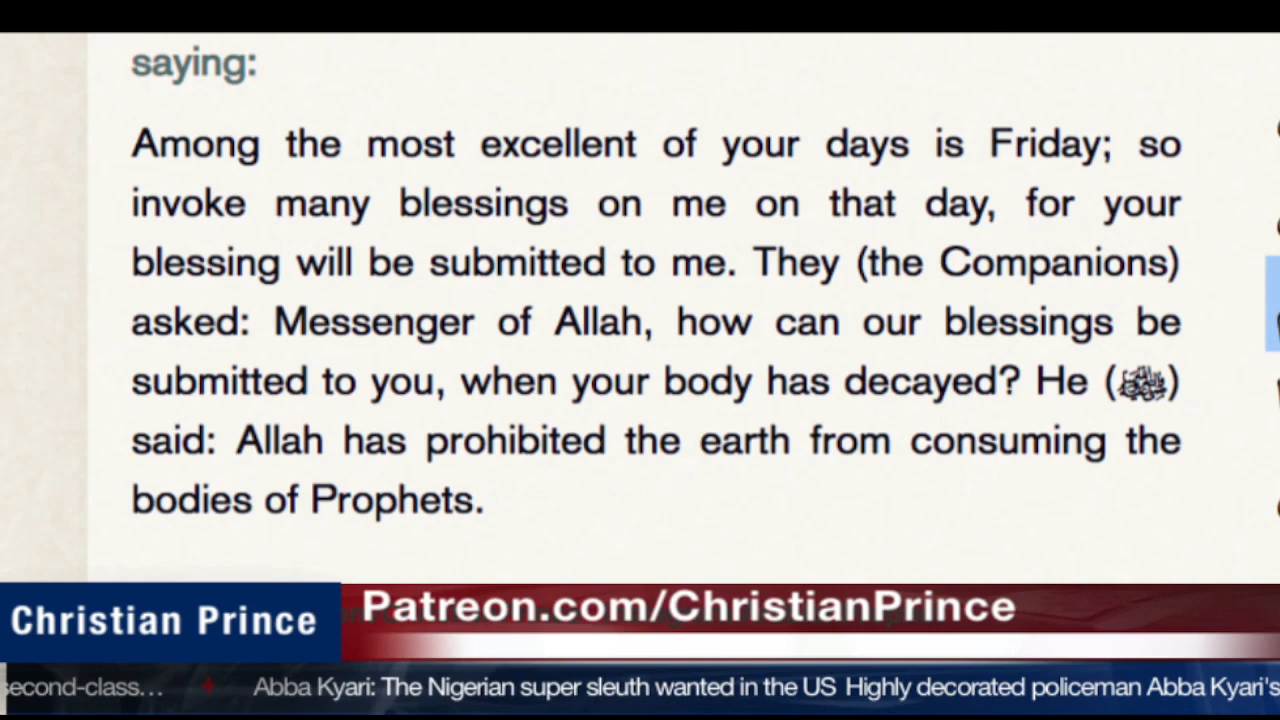 saying:
Among the most excellent of your days is Friday; so
invoke many blessings on me on that day, for your
blessing will be submitted to me. They (the Companions)
asked: Messenger of Allah, how can our blessings be
submitted to you, when your body has decayed? He (ﷺ)
said: Allah has prohibited the earth from consuming the
bodies of Prophets.
Christian Prince
Patreon.com/ChristianPrince
second-class... Abba Kyari: The Nigerian super sleuth wanted in the US Highly decorated policeman Abba Kyari's